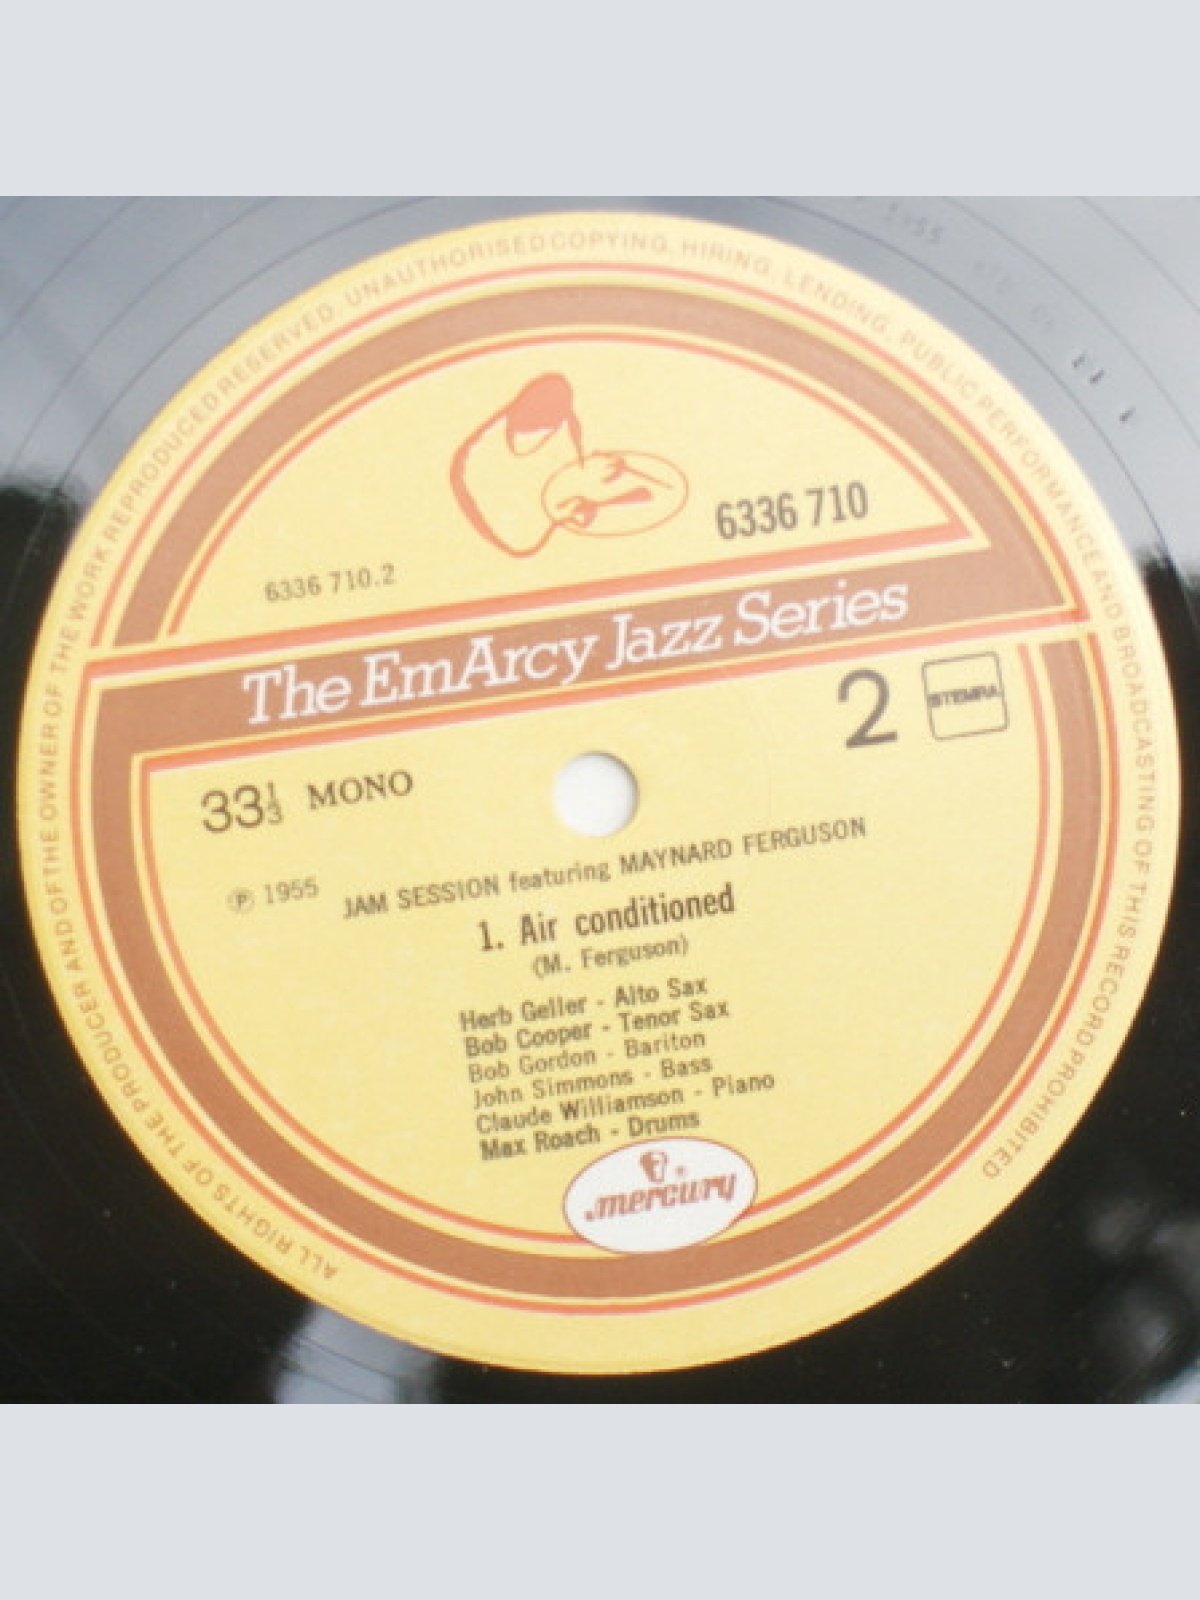 ALL RIGHTS OF THE PRODUCER AND OF THE OWNER OF THE WORK REPRODUCED RESERVED. UNAUTHORISED COPYING, HIRING, LENDING, PUBLIC PERFORMANCE AND BROADCASTING OF THIS RECORD PROHIBITED
6336 710
6336 710.2
The EmArcy Jazz Series
2 STEMRA
33 1/3 MONO
Ⓟ 1955 JAM SESSION featuring MAYNARD FERGUSON
1. Air conditioned
(M. Ferguson)
Herb Geller - Alto Sax
Bob Cooper - Tenor Sax
Bob Gordon - Bariton
John Simmons - Bass
Claude Williamson - Piano
Max Roach - Drums
mercury ®